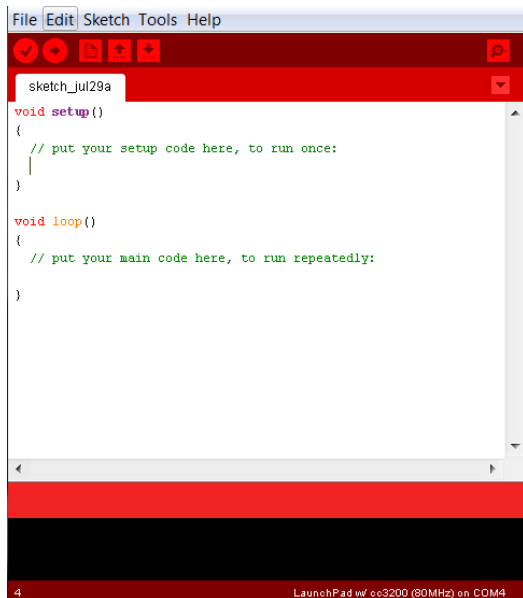 File Edit Sketch Tools Help
sketch_jul29a
void setup()
{
  // put your setup code here, to run once:
}
void loop()
{
  // put your main code here, to run repeatedly:
}
4 LaunchPad w/ cc3200 (80MHz) on COM4